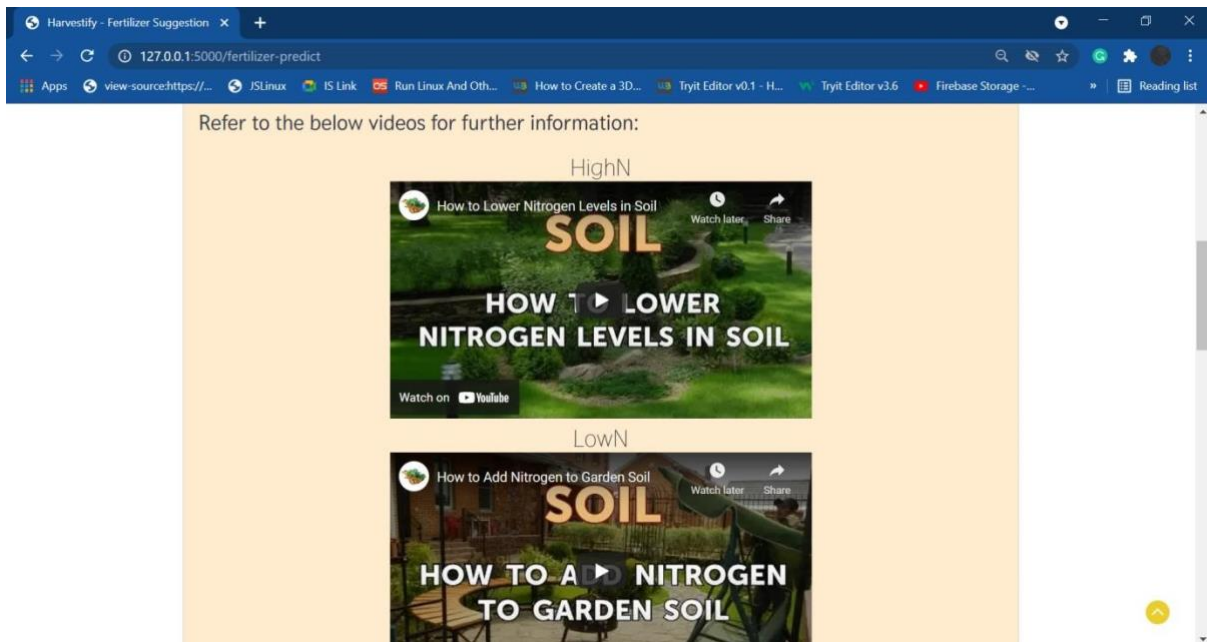 Harvestify - Fertilizer Suggestion
127.0.0.1:5000/fertilizer-predict
Apps view-source:https://... JSLinux IS Link Run Linux And Oth... How to Create a 3D... Tryit Editor v0.1 - H... Tryit Editor v3.6 Firebase Storage -... » Reading list
Refer to the below videos for further information:
HighN
How to Lower Nitrogen Levels in Soil
Watch later Share
SOIL
HOW TO LOWER
NITROGEN LEVELS IN SOIL
Watch on YouTube
LowN
How to Add Nitrogen to Garden Soil
Watch later Share
SOIL
HOW TO ADD NITROGEN
TO GARDEN SOIL